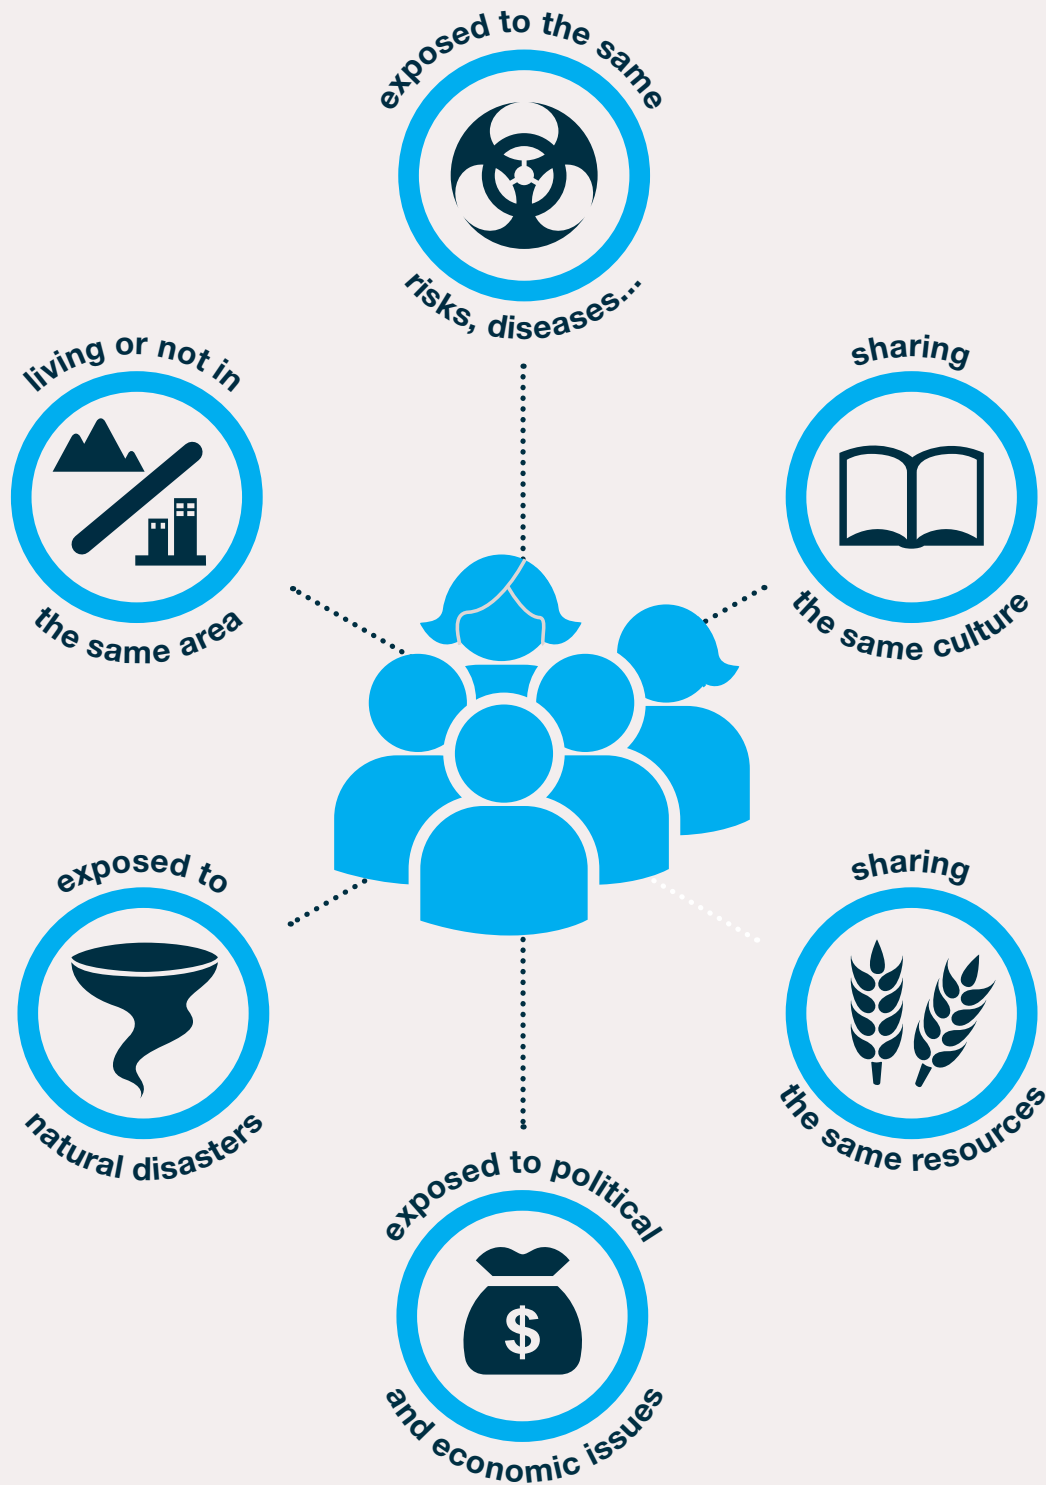 exposed to the same
risks, diseases...
living or not in
the same area
sharing
the same culture
exposed to
natural disasters
sharing
the same resources
exposed to political
and economic issues
$